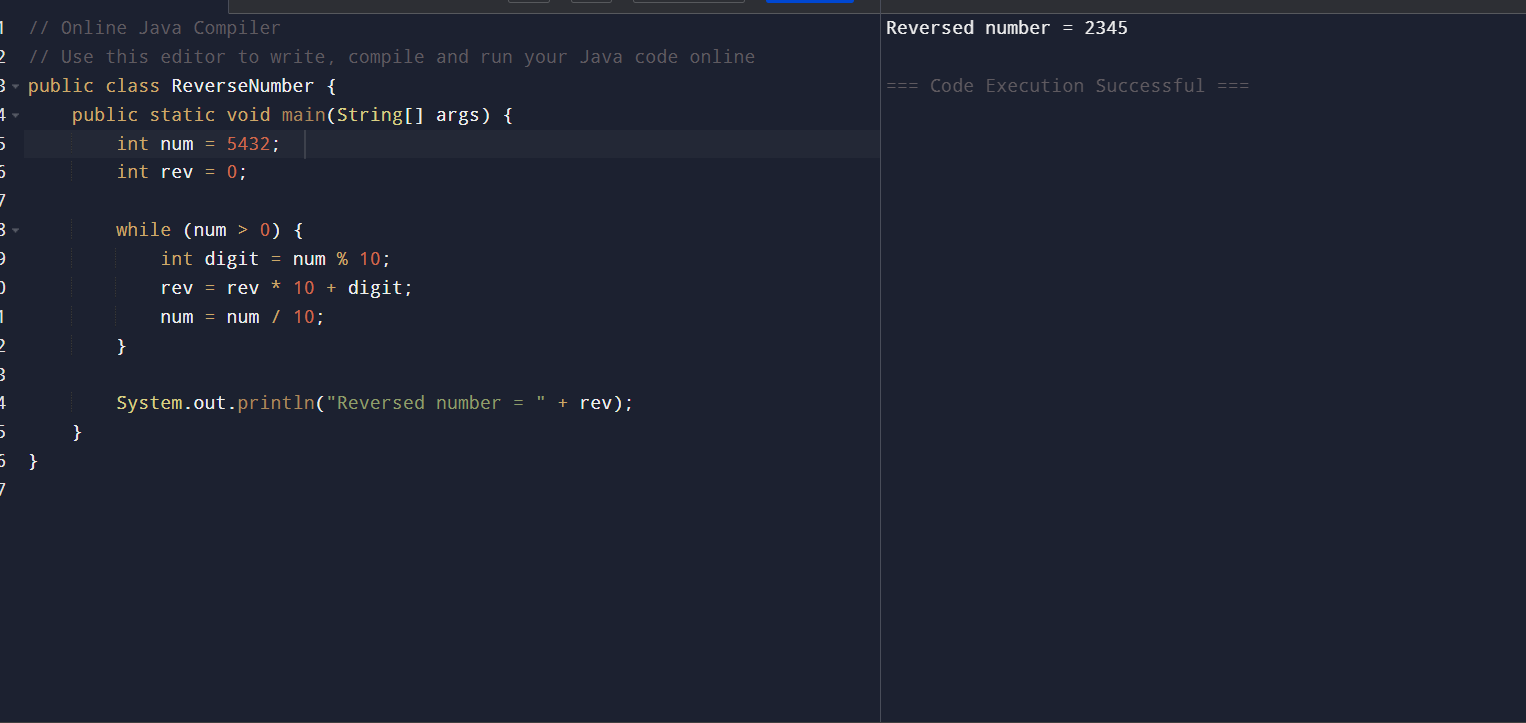 1 // Online Java Compiler
2 // Use this editor to write, compile and run your Java code online
3 public class ReverseNumber {
4     public static void main(String[] args) {
5         int num = 5432;
6         int rev = 0;
7
8         while (num > 0) {
9             int digit = num % 10;
0             rev = rev * 10 + digit;
1             num = num / 10;
2         }
3
4         System.out.println("Reversed number = " + rev);
5     }
6 }
7
Reversed number = 2345
=== Code Execution Successful ===